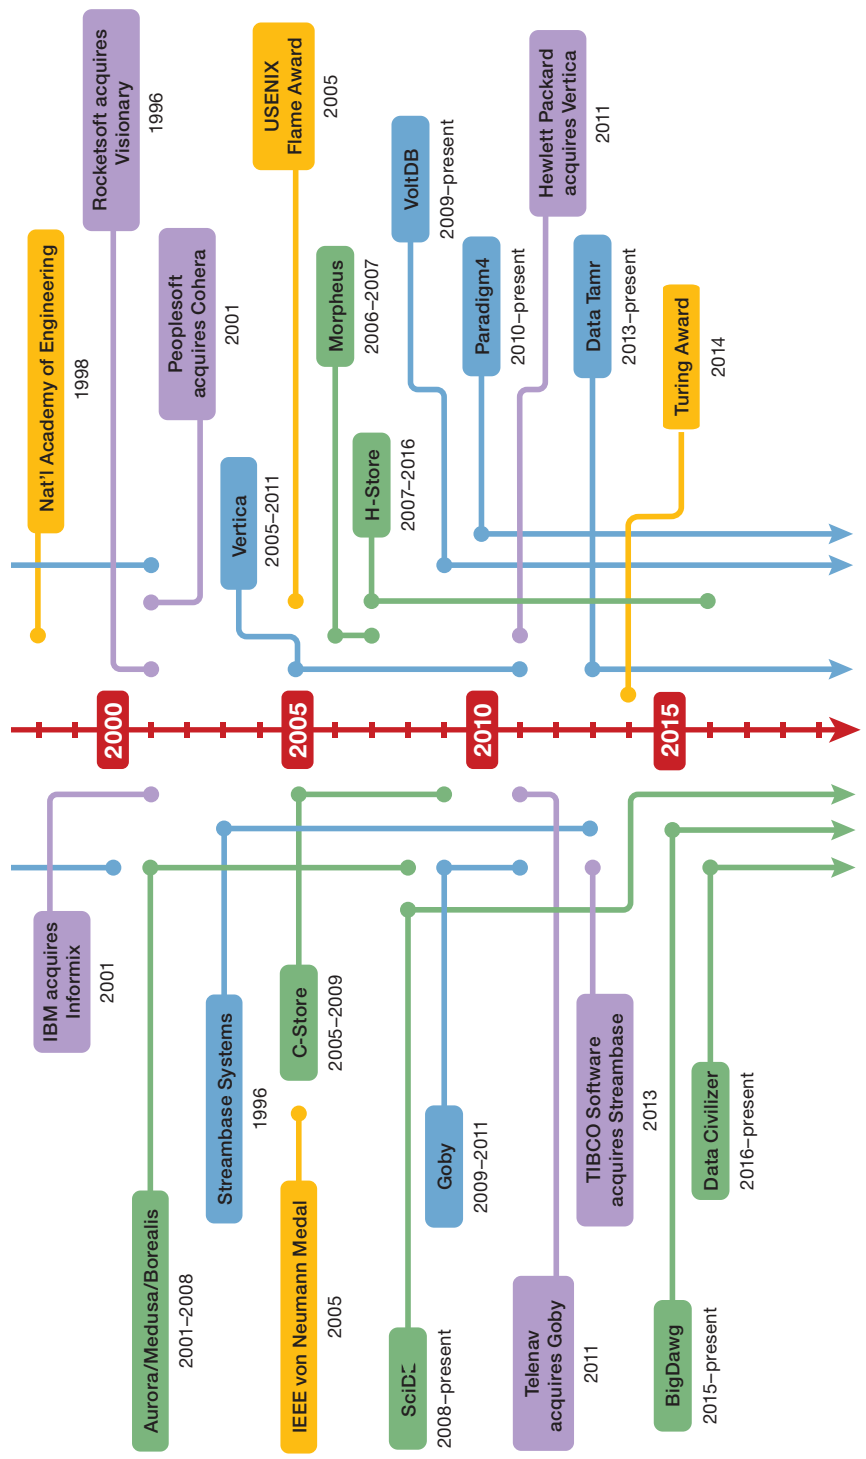 Nat'l Academy of Engineering
1998
Rocketsoft acquires
Visionary
1996
Peoplesoft
acquires Cohera
2001
Vertica
2005–2011
USENIX
Flame Award
2005
Morpheus
2006–2007
H-Store
2007–2016
VoltDB
2009–present
Paradigm4
2010–present
Hewlett Packard
acquires Vertica
2011
Data Tamr
2013–present
Turing Award
2014
2000
2005
2010
2015
IBM acquires
Informix
2001
Aurora/Medusa/Borealis
2001–2008
Streambase Systems
1996
C-Store
2005–2009
IEEE von Neumann Medal
2005
2008–present
Goby
2009–2011
Telenav
acquires Goby
2011
TIBCO Software
acquires Streambase
2013
BigDawg
2015–present
Data Civilizer
2016–present